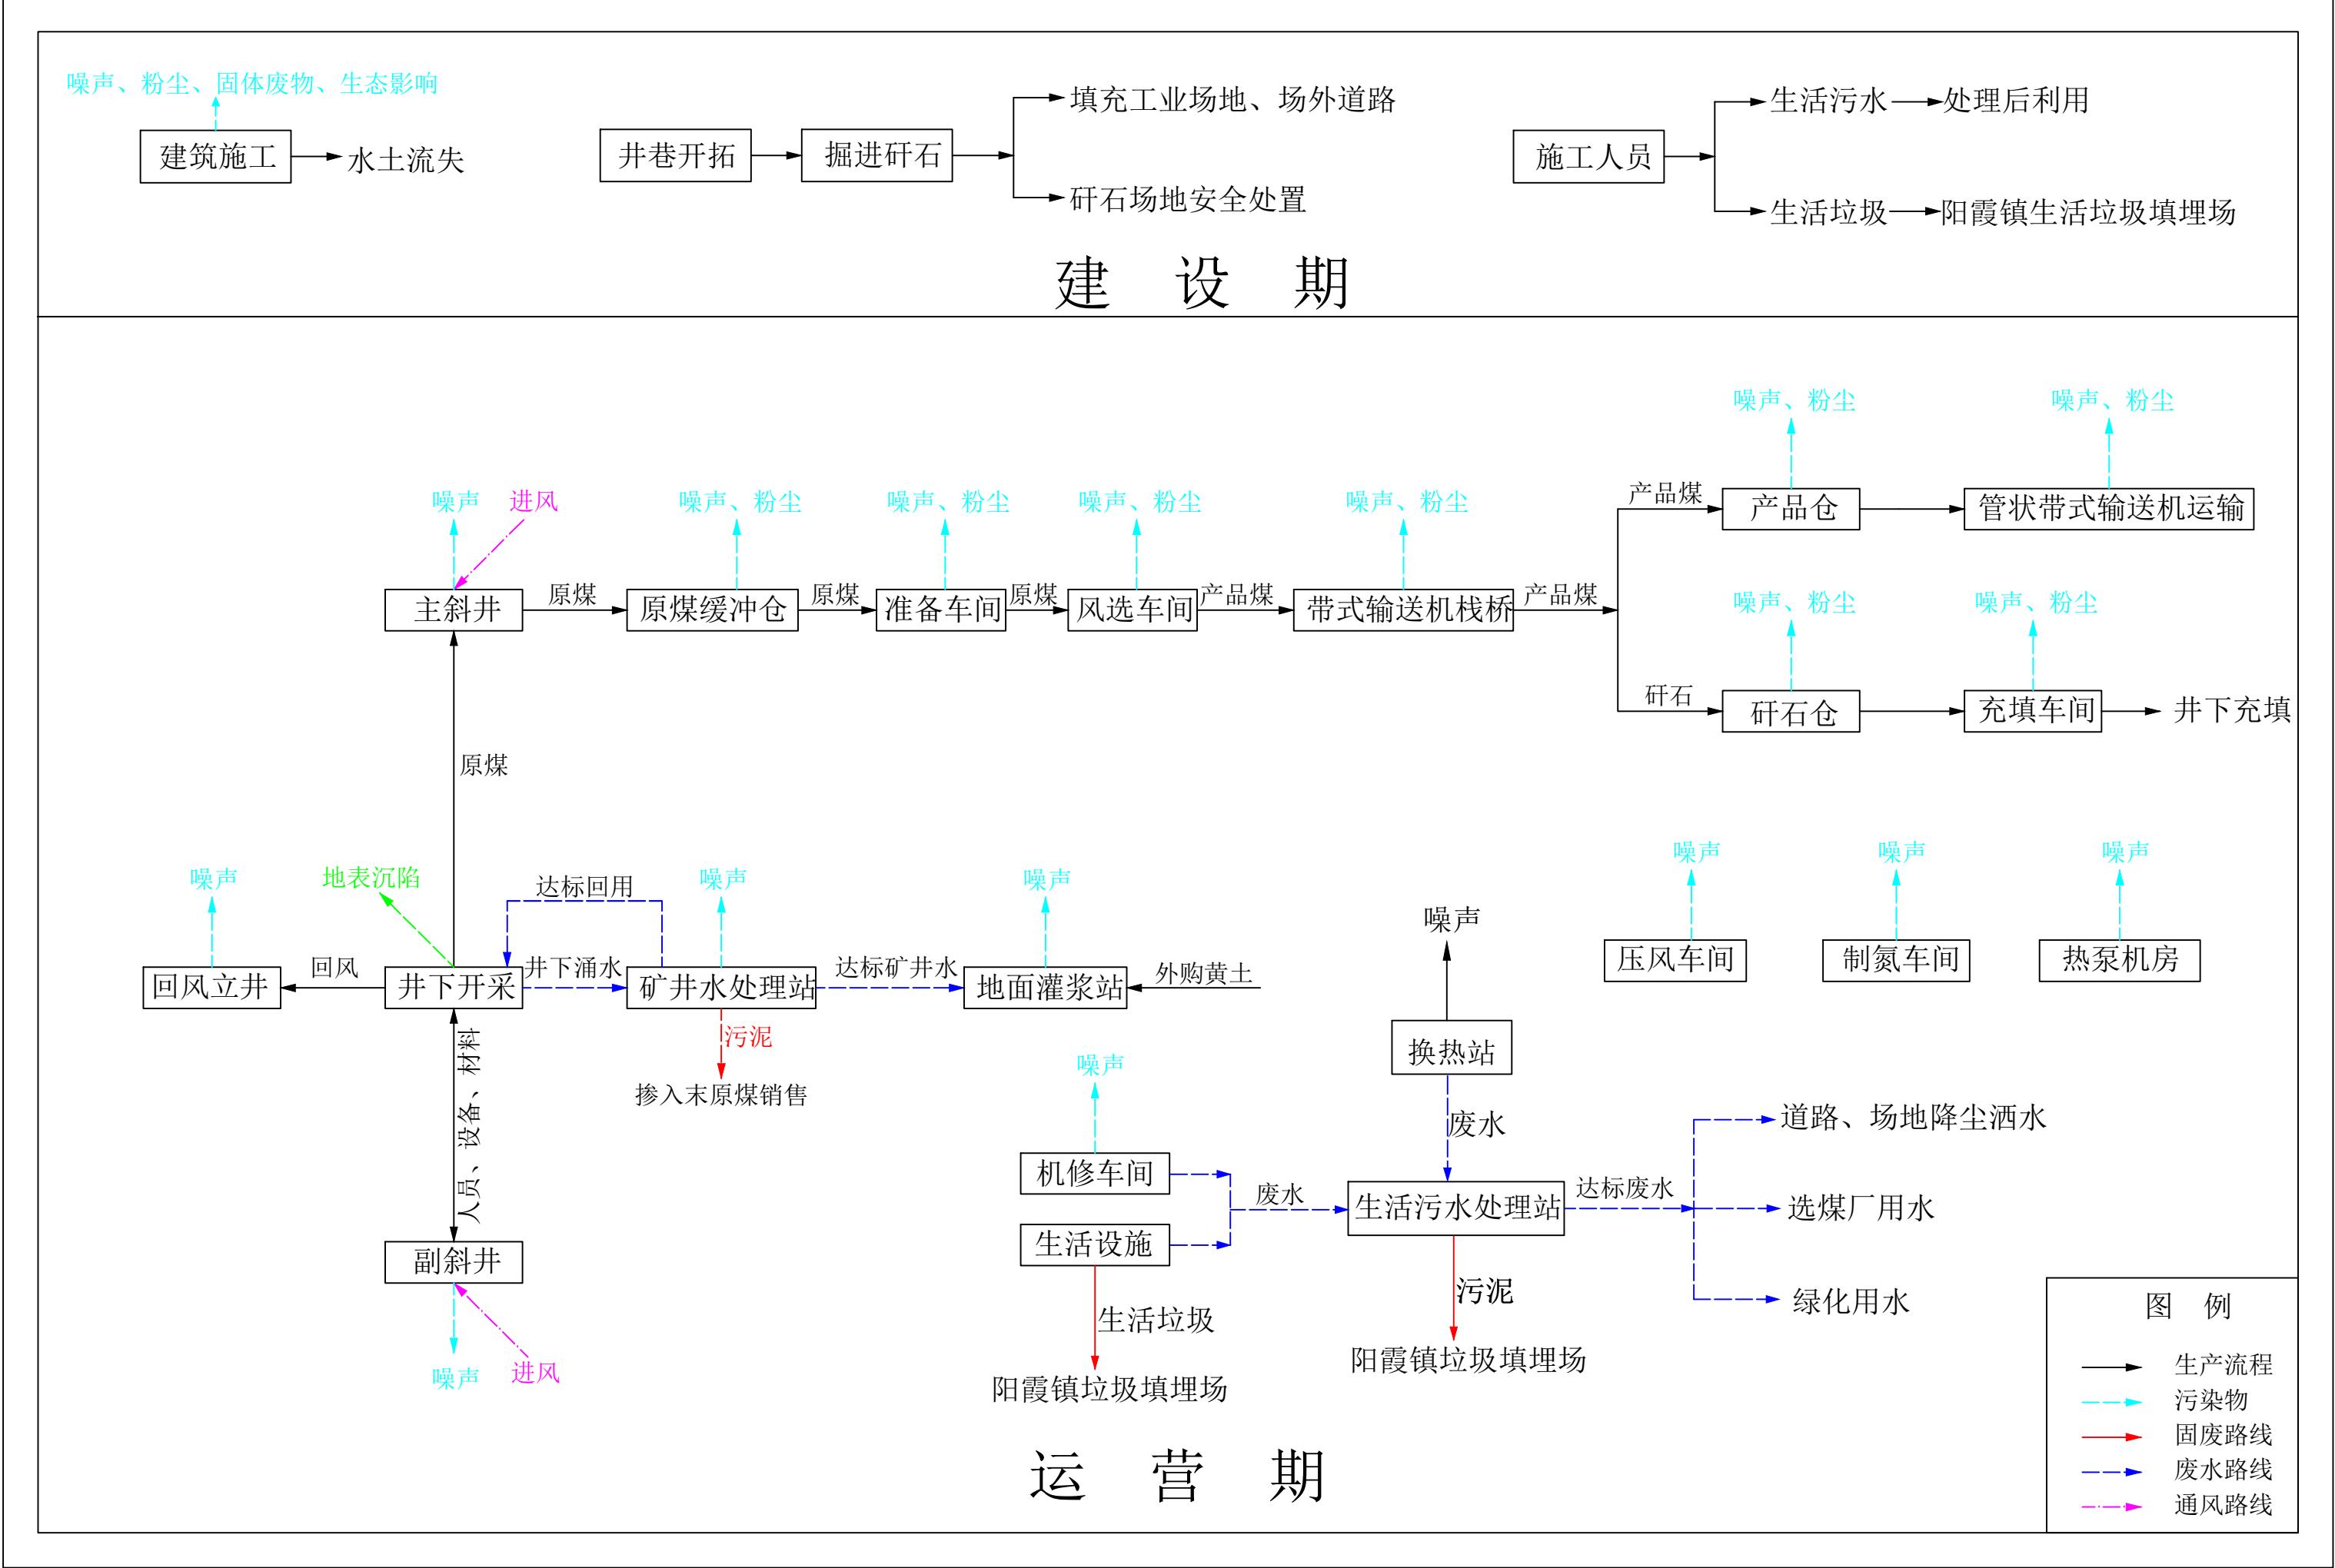 噪声、粉尘、固体废物、生态影响
建筑施工
水土流失
井巷开拓
掘进矸石
填充工业场地、场外道路
矸石场地安全处置
施工人员
生活污水
处理后利用
生活垃圾
阳霞镇生活垃圾填埋场
建 设 期
噪声、粉尘
噪声、粉尘
产品煤
产品仓
管状带式输送机运输
噪声
进风
噪声、粉尘
噪声、粉尘
噪声、粉尘
噪声、粉尘
主斜井
原煤
原煤缓冲仓
原煤
准备车间
原煤
风选车间
产品煤
带式输送机栈桥
产品煤
噪声、粉尘
噪声、粉尘
矸石
矸石仓
充填车间
井下充填
原煤
噪声
地表沉陷
达标回用
噪声
噪声
噪声
噪声
噪声
回风立井
回风
井下开采
井下涌水
矿井水处理站
达标矿井水
地面灌浆站
外购黄土
噪声
压风车间
制氮车间
热泵机房
人员、设备、材料
污泥
掺入末原煤销售
换热站
噪声
废水
机修车间
生活设施
废水
生活污水处理站
达标废水
道路、场地降尘洒水
选煤厂用水
绿化用水
副斜井
噪声
进风
生活垃圾
阳霞镇垃圾填埋场
污泥
阳霞镇垃圾填埋场
运 营 期
图 例
生产流程
污染物
固废路线
废水路线
通风路线